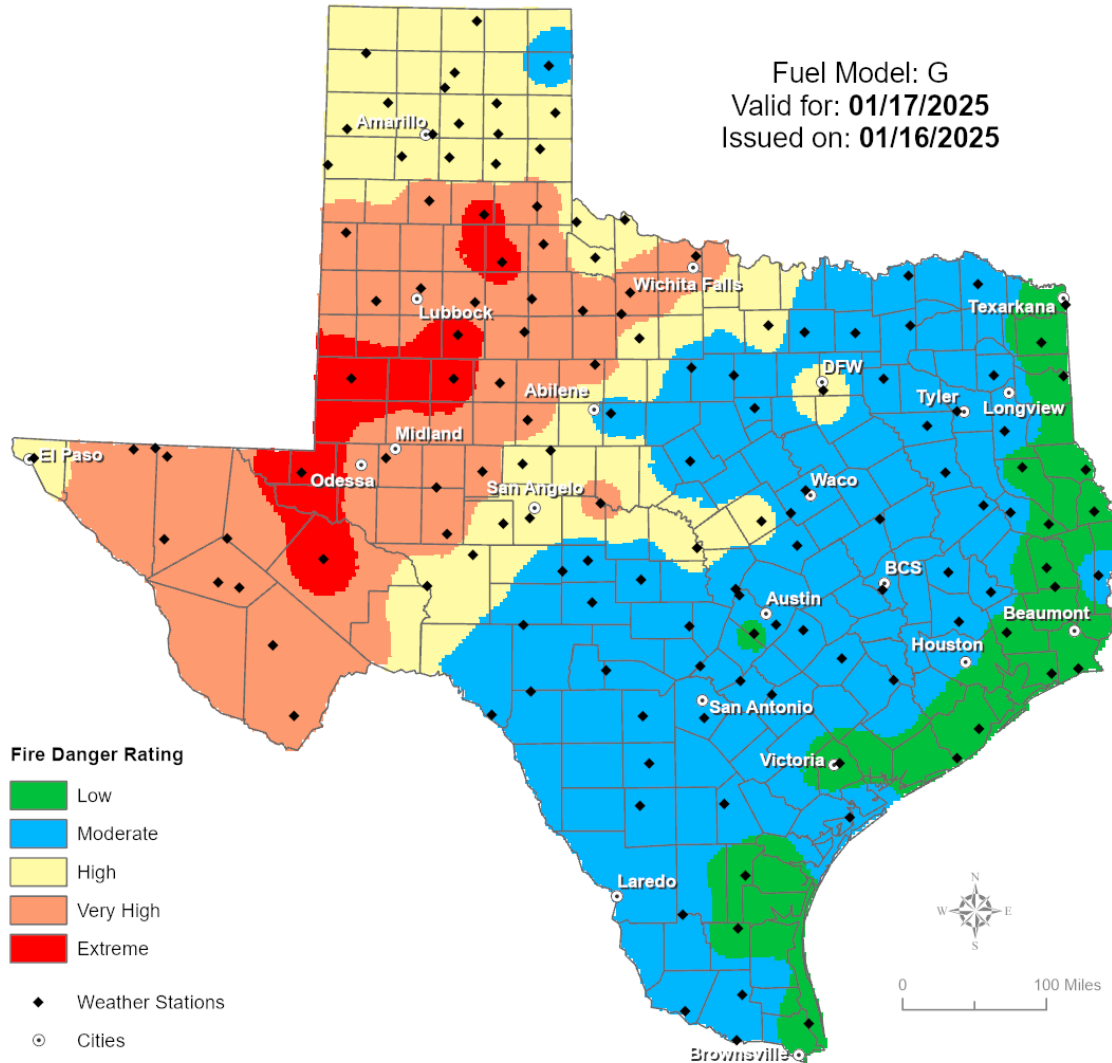 Fuel Model: G
Valid for: 01/17/2025
Issued on: 01/16/2025
Amarillo
Wichita Falls
Lubbock
Texarkana
DFW
Abilene
Tyler
Longview
Midland
El Paso
Odessa
San Angelo
Waco
BCS
Austin
Beaumont
Houston
San Antonio
Victoria
Laredo
Brownsville
Fire Danger Rating
Low
Moderate
High
Very High
Extreme
Weather Stations
Cities
N
W E
S
0 100 Miles